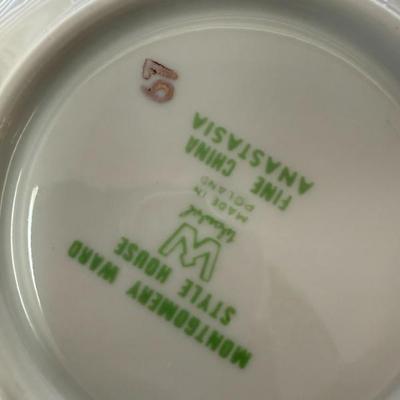 MONTGOMERY WARD
STYLE HOUSE
MADE IN
POLAND
FINE CHINA
ANASTASIA